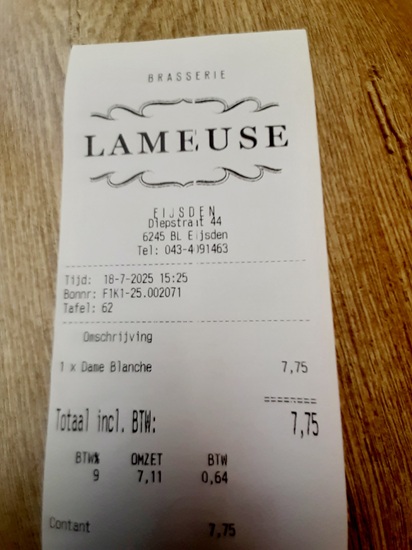 BRASSERIE
LAMEUSE
EIJSDEN
Diepstraat 44
6245 BL Eijsden
Tel: 043-4091463
Tijd: 18-7-2025 15:25
Bonnr: F1K1-25.002071
Tafel: 62
Omschrijving
1 x Dame Blanche 7,75
========
Totaal incl. BTW: 7,75
BTW% OMZET BTW
9 7,11 0,64
Contant 7,75